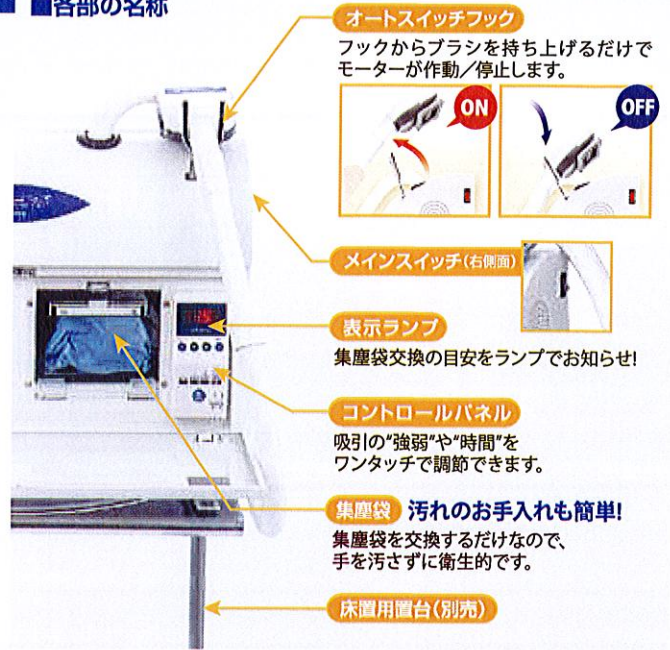 各部の名称
オートスイッチフック
フックからブラシを持ち上げるだけで
モーターが作動／停止します。
ON
OFF
メインスイッチ(右側面)
表示ランプ
集塵袋交換の目安をランプでお知らせ!
コントロールパネル
吸引の"強弱"や"時間"を
ワンタッチで調節できます。
集塵袋 汚れのお手入れも簡単!
集塵袋を交換するだけなので、
手を汚さずに衛生的です。
床置用置台(別売)